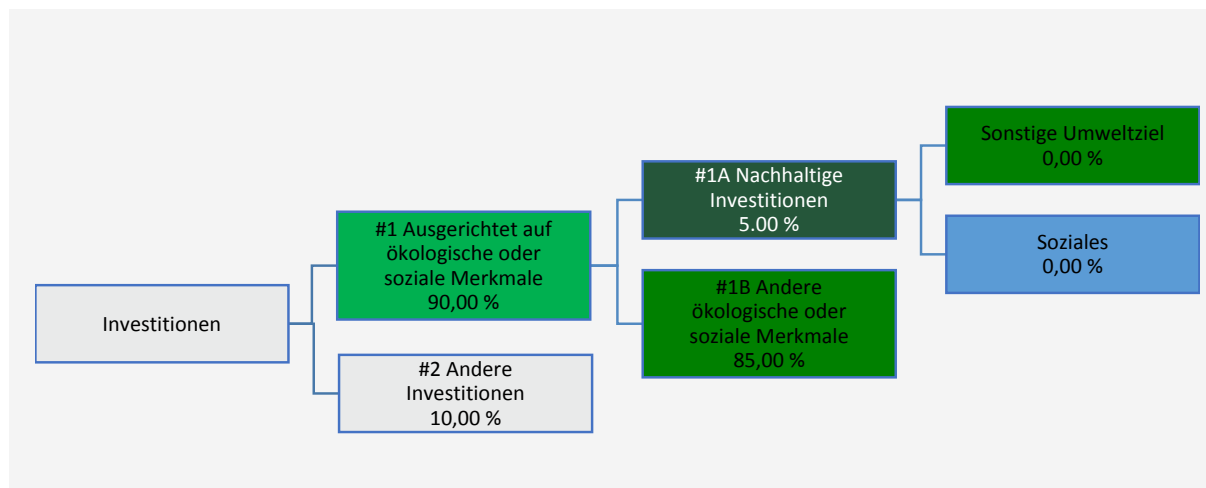 Investitionen
#1 Ausgerichtet auf
ökologische oder
soziale Merkmale
90,00 %
#2 Andere
Investitionen
10,00 %
#1A Nachhaltige
Investitionen
5.00 %
#1B Andere
ökologische oder
soziale Merkmale
85,00 %
Sonstige Umweltziel
0,00 %
Soziales
0,00 %